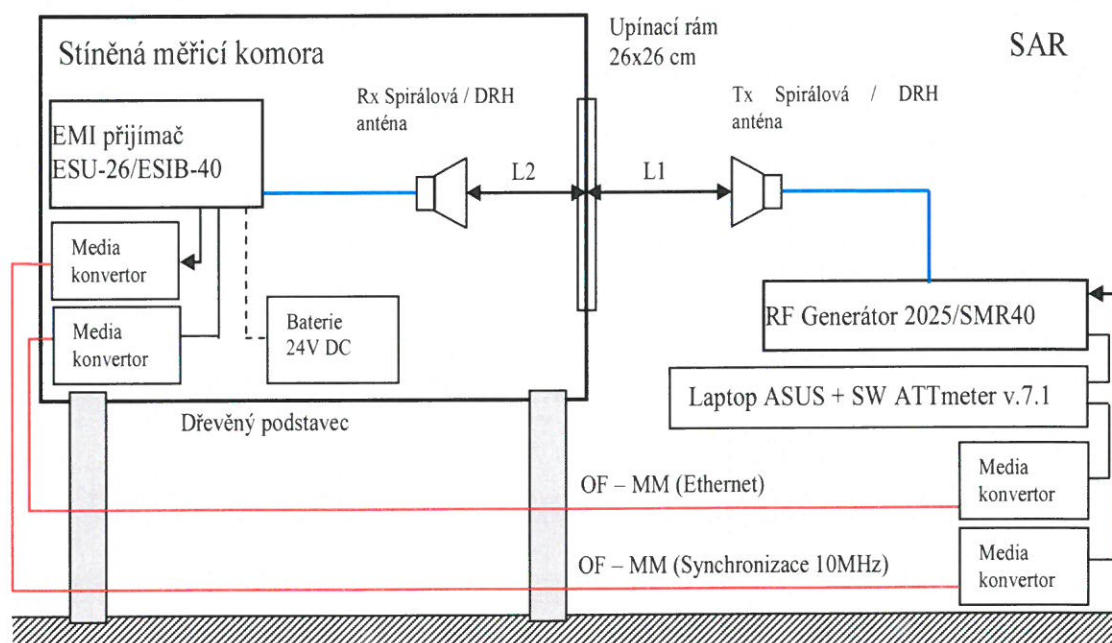 Stíněná měřicí komora
Upínací rám
26x26 cm
SAR
Rx Spirálová / DRH
anténa
Tx Spirálová / DRH
anténa
EMI přijímač
ESU-26/ESIB-40
L2
L1
Media
konvertor
Media
konvertor
Baterie
24V DC
RF Generátor 2025/SMR40
Laptop ASUS + SW ATTmeter v.7.1
Dřevěný podstavec
OF – MM (Ethernet)
Media
konvertor
OF – MM (Synchronizace 10MHz)
Media
konvertor